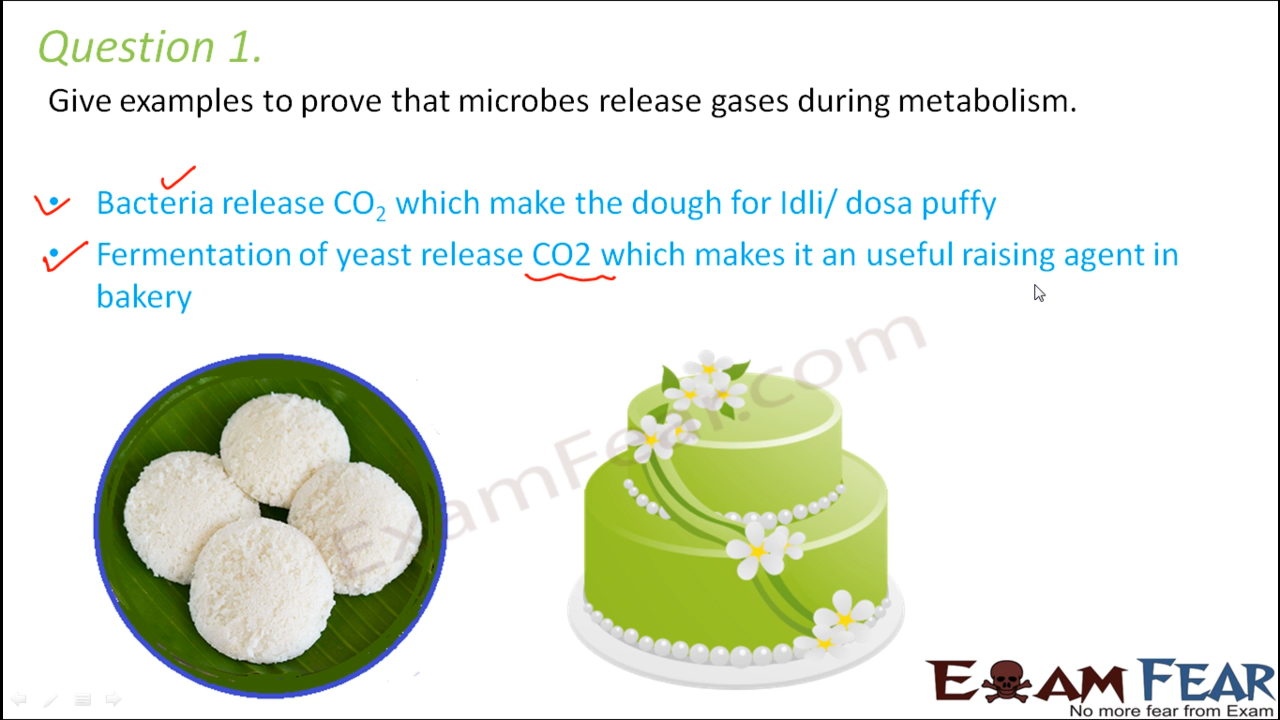 Question 1.
Give examples to prove that microbes release gases during metabolism.
• Bacteria release CO₂ which make the dough for Idli/ dosa puffy
• Fermentation of yeast release CO2 which makes it an useful raising agent in
bakery
ExamFear.com
EXAM FEAR
No more fear from Exam